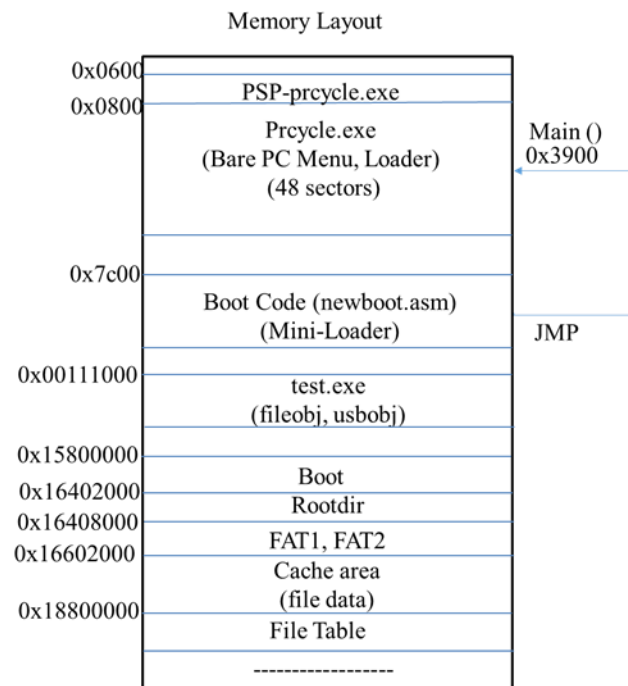 Memory Layout
0x0600
PSP-prcycle.exe
0x0800
Prcycle.exe
(Bare PC Menu, Loader)
(48 sectors)
Main ()
0x3900
0x7c00
Boot Code (newboot.asm)
(Mini-Loader)
JMP
0x00111000
test.exe
(fileobj, usbobj)
0x15800000
Boot
0x16402000
Rootdir
0x16408000
FAT1, FAT2
0x16602000
Cache area
(file data)
0x18800000
File Table
-----------------